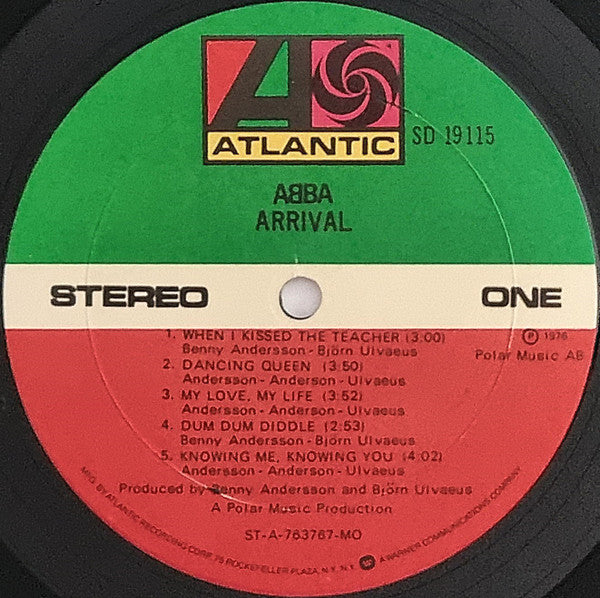 ATLANTIC
SD 19115
ABBA
ARRIVAL
STEREO
ONE
1. WHEN I KISSED THE TEACHER (3:00)
Benny Andersson - Björn Ulvaeus
℗ 1976
Polar Music AB
2. DANCING QUEEN (3:50)
Andersson - Anderson - Ulvaeus
3. MY LOVE, MY LIFE (3:52)
Andersson - Anderson - Ulvaeus
4. DUM DUM DIDDLE (2:53)
Benny Andersson - Björn Ulvaeus
5. KNOWING ME, KNOWING YOU (4:02)
Andersson - Anderson - Ulvaeus
Produced by Benny Andersson and Björn Ulvaeus
A Polar Music Production
ST-A-763767-MO
MFG. BY ATLANTIC RECORDING CORP., 75 ROCKEFELLER PLAZA, N.Y., N.Y. A WARNER COMMUNICATIONS COMPANY